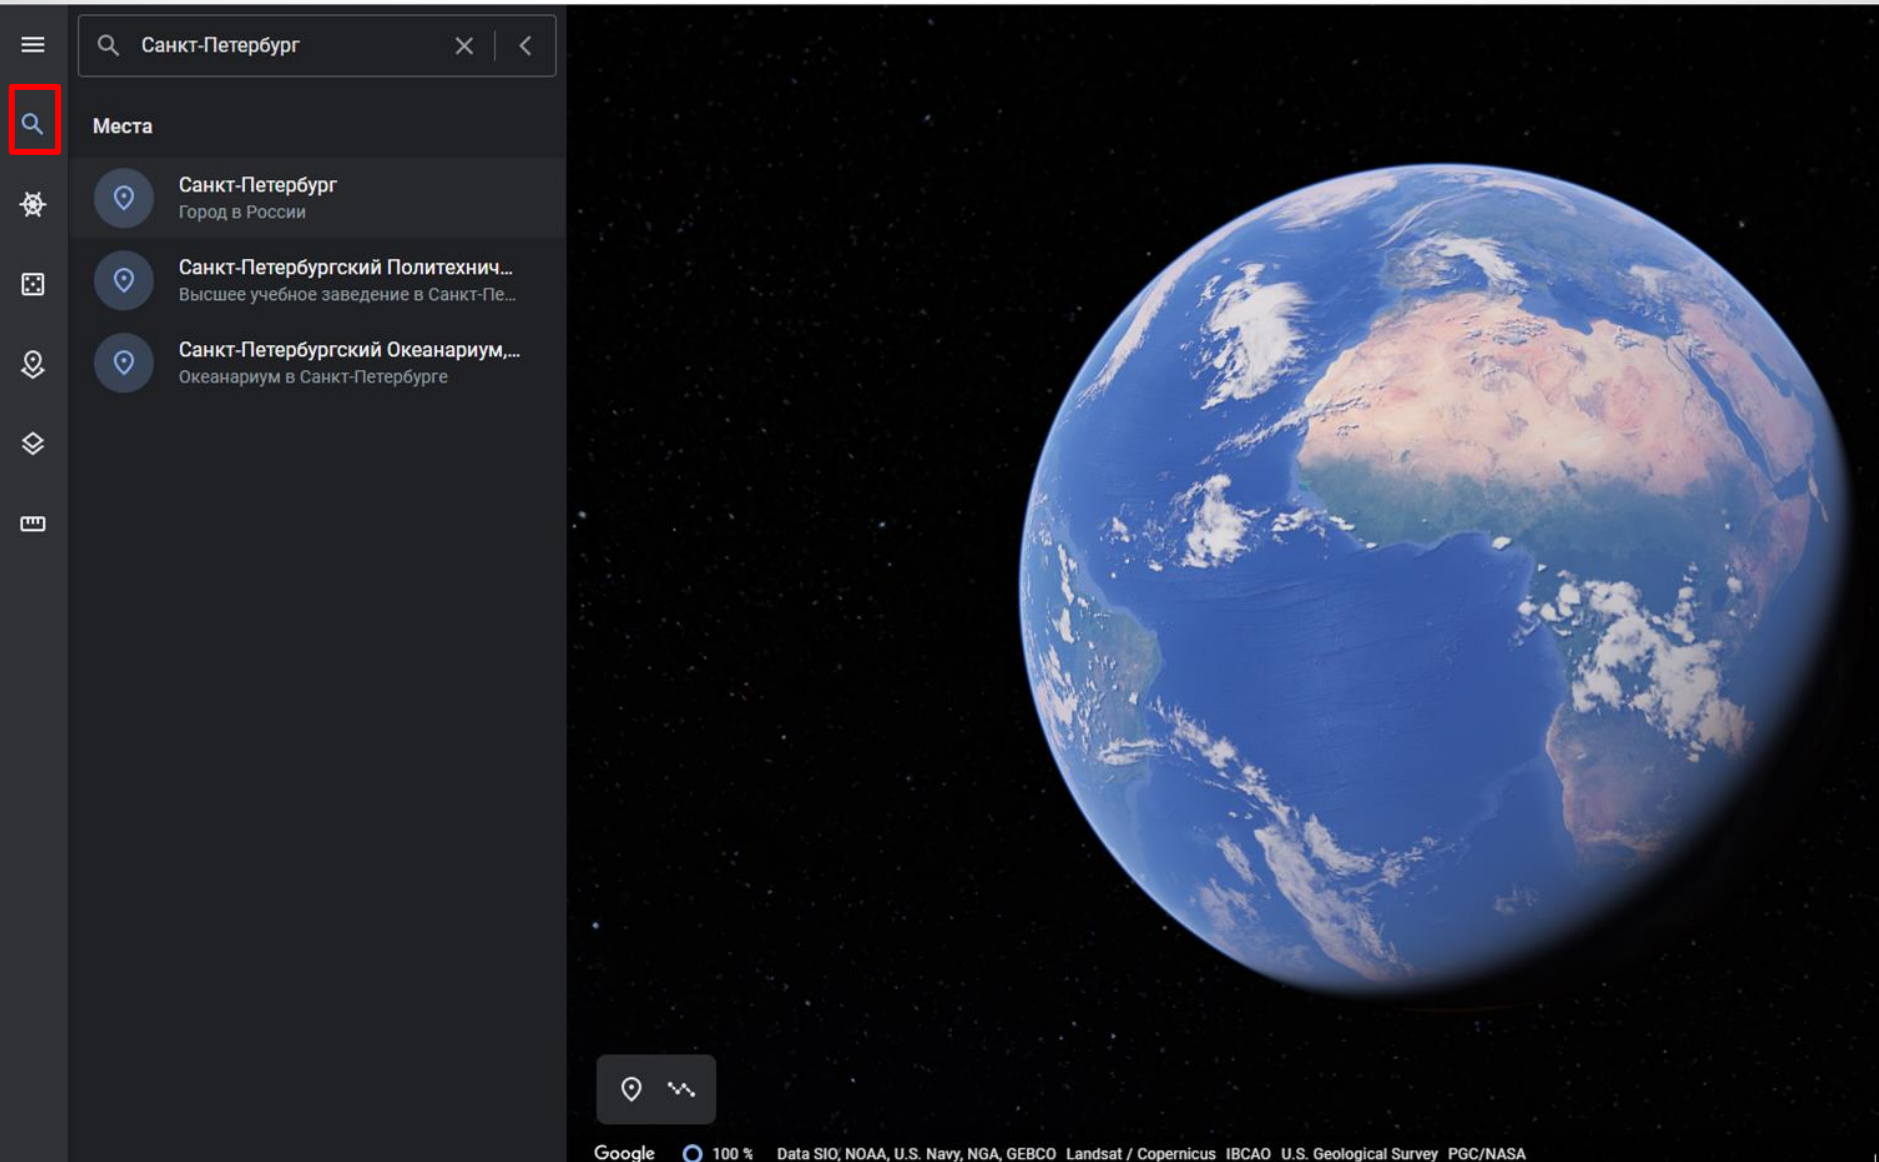 Санкт-Петербург
Места
Санкт-Петербург
Город в России
Санкт-Петербургский Политехнич...
Высшее учебное заведение в Санкт-Пе...
Санкт-Петербургский Океанариум,...
Океанариум в Санкт-Петербурге
Google 100 % Data SIO, NOAA, U.S. Navy, NGA, GEBCO Landsat / Copernicus IBCAO U.S. Geological Survey PGC/NASA